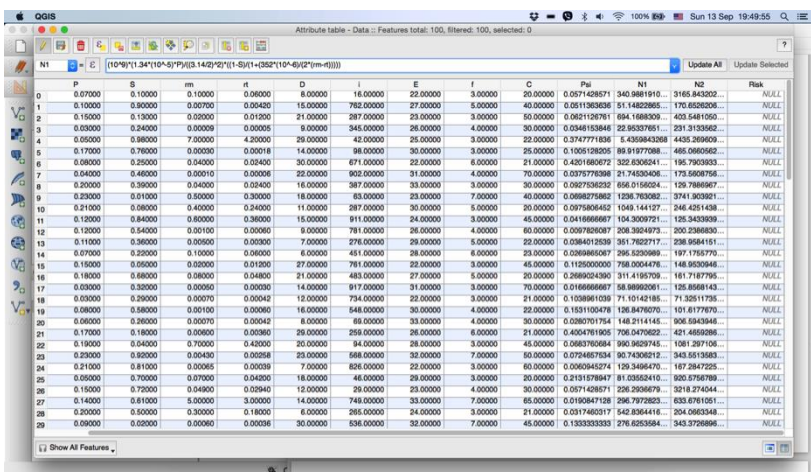 QGIS 100% Sun 13 Sep 19:49:55
Attribute table - Data :: Features total: 100, filtered: 100, selected: 0
N1 = ε (10^9)*(1.34*(10^-5)*P)/((3.14/2)^2)*((1-S)/(1+(352*(10^-6)/(2*(rm-rt))))) Update All Update Selected
P S rm rt D i E f C Psi N1 N2 Risk
0 0.07000 0.10000 0.10000 0.06000 8.00000 16.00000 22.00000 3.00000 20.00000 0.0571428571 340.9881910... 3165.843202... NULL
1 0.10000 0.90000 0.00700 0.00420 15.00000 762.00000 27.00000 5.00000 40.00000 0.0511363636 51.14822865... 170.6526206... NULL
2 0.15000 0.13000 0.02000 0.01200 21.00000 287.00000 23.00000 3.00000 50.00000 0.0621126761 694.1688309... 403.5481050... NULL
3 0.03000 0.24000 0.00009 0.00005 9.00000 345.00000 26.00000 4.00000 30.00000 0.0346153846 22.95337651... 231.3133562... NULL
4 0.05000 0.98000 7.00000 4.20000 29.00000 42.00000 25.00000 3.00000 22.00000 0.3747771836 5.4359843268 4435.269609... NULL
5 0.17000 0.76000 0.00030 0.00018 14.00000 98.00000 30.00000 3.00000 25.00000 0.1005128205 89.91977088... 465.0660562... NULL
6 0.08000 0.25000 0.04000 0.02400 30.00000 671.00000 22.00000 6.00000 21.00000 0.4201680672 322.6306241... 195.7903933... NULL
7 0.04000 0.46000 0.00010 0.00006 22.00000 902.00000 31.00000 4.00000 70.00000 0.0375776398 21.74530406... 173.5608756... NULL
8 0.20000 0.39000 0.04000 0.02400 16.00000 387.00000 33.00000 3.00000 30.00000 0.0927536232 656.0156024... 129.7886967... NULL
9 0.23000 0.01000 0.50000 0.30000 18.00000 63.00000 23.00000 7.00000 40.00000 0.0698275862 1236.763082... 3741.903921... NULL
10 0.21000 0.08000 0.40000 0.24000 11.00000 287.00000 30.00000 5.00000 20.00000 0.0975806452 1049.144127... 246.4251438... NULL
11 0.12000 0.84000 0.60000 0.36000 15.00000 911.00000 24.00000 3.00000 45.00000 0.0416666667 104.3009721... 125.3433939... NULL
12 0.12000 0.54000 0.00100 0.00060 9.00000 781.00000 26.00000 4.00000 60.00000 0.0097826087 208.3924973... 200.2386830... NULL
13 0.11000 0.36000 0.00500 0.00300 7.00000 276.00000 29.00000 5.00000 22.00000 0.0384012539 351.7622717... 238.9584151... NULL
14 0.07000 0.22000 0.10000 0.06000 6.00000 451.00000 28.00000 6.00000 23.00000 0.0269865067 295.5230989... 197.1755770... NULL
15 0.15000 0.05000 0.02000 0.01200 27.00000 761.00000 22.00000 3.00000 45.00000 0.1125000000 758.0004476... 148.9530946... NULL
16 0.18000 0.68000 0.08000 0.04800 21.00000 483.00000 27.00000 5.00000 20.00000 0.2689024390 311.4195709... 161.7187795... NULL
17 0.03000 0.32000 0.00050 0.00030 14.00000 917.00000 31.00000 3.00000 70.00000 0.0166666667 58.98992061... 125.8568143... NULL
18 0.03000 0.29000 0.00070 0.00042 12.00000 734.00000 22.00000 3.00000 21.00000 0.1038961039 71.10142185... 71.32511735... NULL
19 0.08000 0.58000 0.00100 0.00060 16.00000 548.00000 30.00000 4.00000 22.00000 0.1531100478 126.8476070... 101.6177670... NULL
20 0.06000 0.26000 0.00070 0.00042 8.00000 69.00000 33.00000 4.00000 30.00000 0.0280701754 148.2114145... 906.5943946... NULL
21 0.17000 0.18000 0.00600 0.00360 29.00000 259.00000 26.00000 6.00000 21.00000 0.4004761905 706.0470622... 421.4659286... NULL
22 0.19000 0.04000 0.70000 0.42000 20.00000 94.00000 28.00000 3.00000 45.00000 0.0683760684 990.9629745... 1081.297106... NULL
23 0.23000 0.92000 0.00430 0.00258 23.00000 568.00000 32.00000 7.00000 50.00000 0.0724657534 90.74306212... 343.5513583... NULL
24 0.21000 0.81000 0.00065 0.00039 7.00000 826.00000 22.00000 3.00000 60.00000 0.0060945274 129.3496470... 167.2847225... NULL
25 0.05000 0.70000 0.07000 0.04200 18.00000 46.00000 29.00000 3.00000 20.00000 0.2131578947 81.03552410... 920.5756789... NULL
26 0.15000 0.72000 0.04900 0.02940 12.00000 29.00000 23.00000 4.00000 30.00000 0.0571428571 226.2936679... 3218.274044... NULL
27 0.14000 0.61000 5.00000 3.00000 14.00000 749.00000 33.00000 7.00000 65.00000 0.0190847128 296.7972823... 633.6761051... NULL
28 0.20000 0.50000 0.30000 0.18000 6.00000 265.00000 24.00000 3.00000 21.00000 0.0317460317 542.8364416... 204.0663348... NULL
29 0.09000 0.02000 0.00060 0.00036 30.00000 536.00000 32.00000 7.00000 45.00000 0.1333333333 276.6253584... 343.3726896... NULL
Show All Features